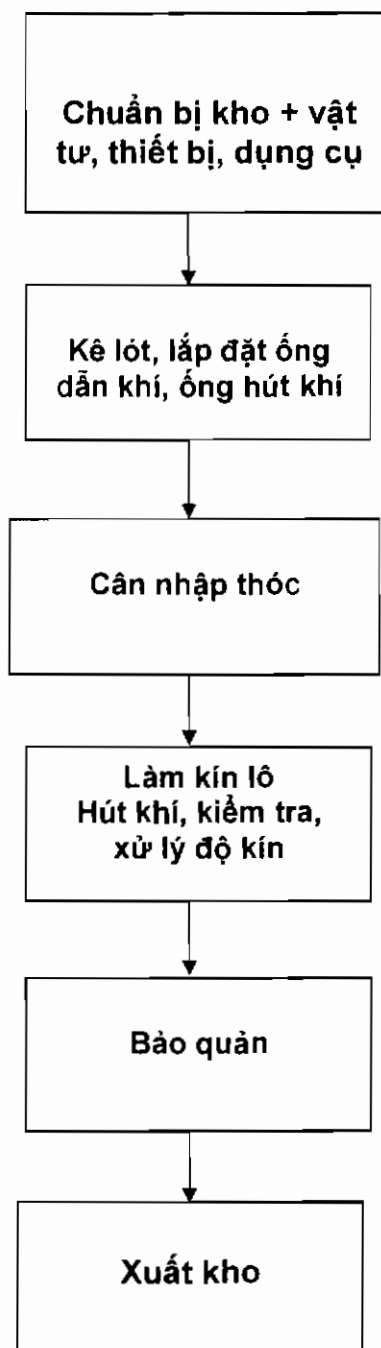 Chuẩn bị kho + vật
tư, thiết bị, dụng cụ
Kê lót, lắp đặt ống
dẫn khí, ống hút khí
Cân nhập thóc
Làm kín lô
Hút khí, kiểm tra,
xử lý độ kín
Bảo quản
Xuất kho